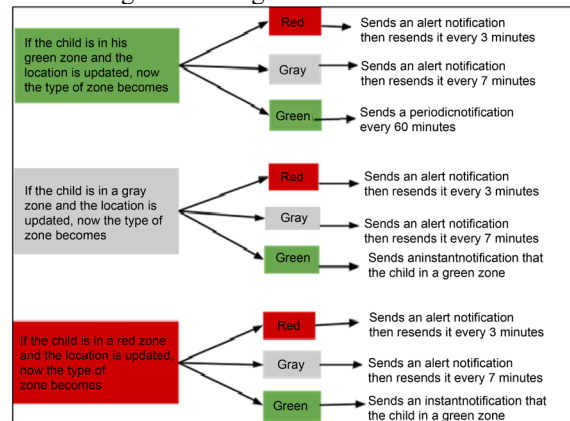 If the child is in his
green zone and the
location is updated, now
the type of zone becomes
Red
Sends an alert notification
then resends it every 3 minutes
Gray
Sends an alert notification
then resends it every 7 minutes
Green
Sends a periodicnotification
every 60 minutes
If the child is in a gray
zone and the location is
updated, now the type of
zone becomes
Red
Sends an alert notification
then resends it every 3 minutes
Gray
Sends an alert notification
then resends it every 7 minutes
Green
Sends aninstantnotification that
the child in a green zone
If the child is in a red zone
and the location is updated,
now the type of
zone becomes
Red
Sends an alert notification
then resends it every 3 minutes
Gray
Sends an alert notification
then resends it every 7 minutes
Green
Sends an instantnotification that
the child in a green zone